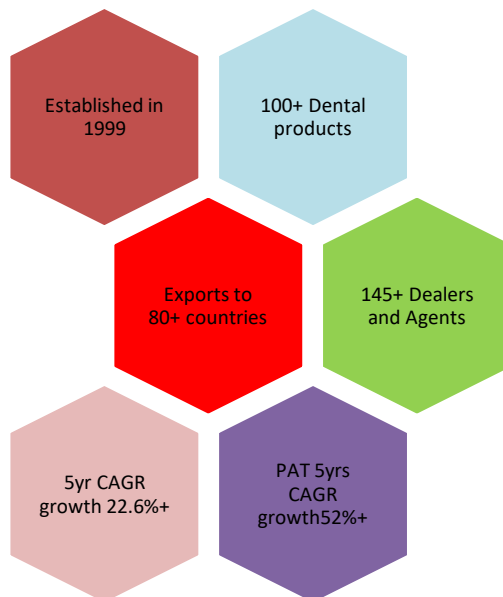 Established in
1999
100+ Dental
products
Exports to
80+ countries
145+ Dealers
and Agents
5yr CAGR
growth 22.6%+
PAT 5yrs
CAGR
growth52%+